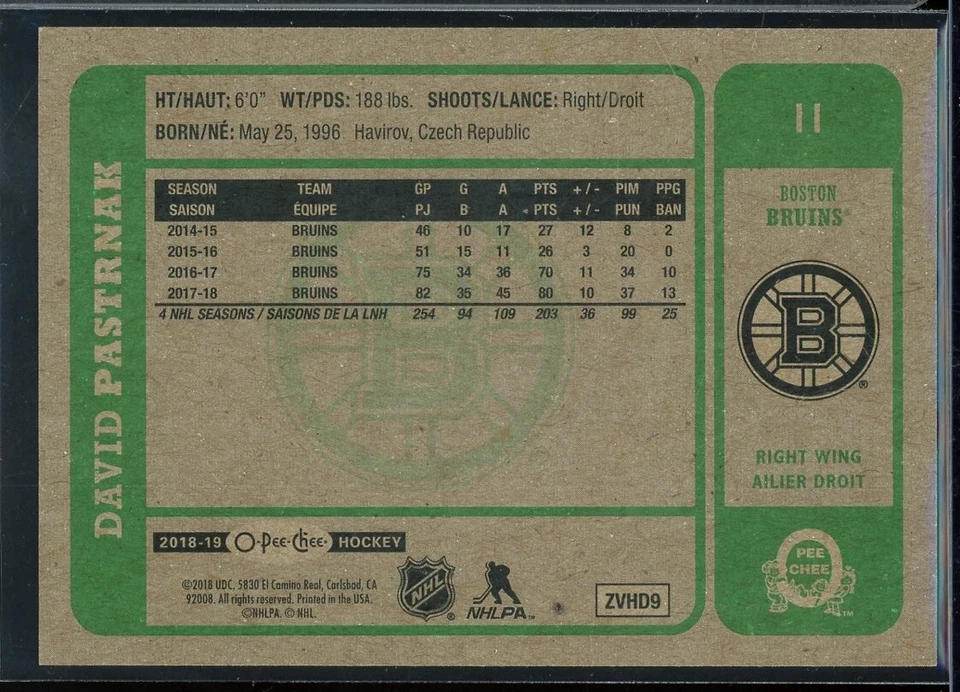 DAVID PASTRNAK
HT/HAUT: 6'0" WT/PDS: 188 lbs. SHOOTS/LANCE: Right/Droit
BORN/NÉ: May 25, 1996 Havirov, Czech Republic
SEASON TEAM GP G A PTS +/- PIM PPG
SAISON ÉQUIPE PJ B A PTS +/- PUN BAN
2014-15 BRUINS 46 10 17 27 12 8 2
2015-16 BRUINS 51 15 11 26 3 20 0
2016-17 BRUINS 75 34 36 70 11 34 10
2017-18 BRUINS 82 35 45 80 10 37 13
4 NHL SEASONS / SAISONS DE LA LNH 254 94 109 203 36 99 25
2018-19 O-Pee-Chee HOCKEY
©2018 UDC, 5830 El Camino Real, Carlsbad, CA
92008. All rights reserved. Printed in the USA.
©NHLPA. © NHL.
NHL ®
NHLPA™
ZVHD9
11
BOSTON
BRUINS®
B ®
RIGHT WING
AILIER DROIT
O
PEE
CHEE
TM